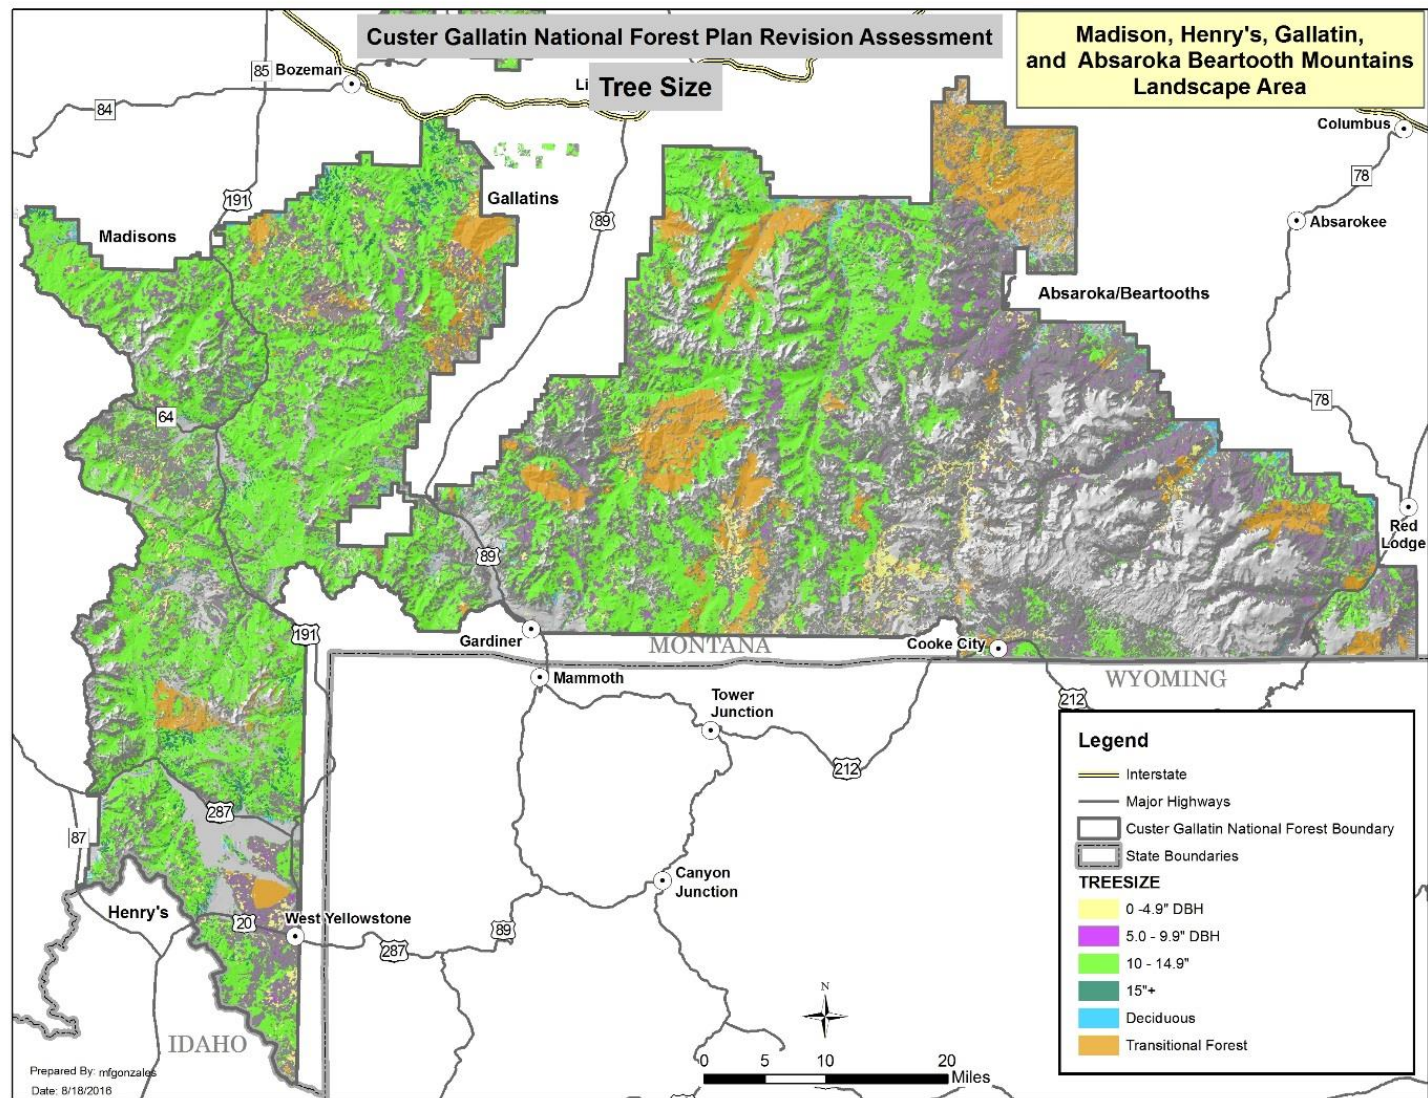 Custer Gallatin National Forest Plan Revision Assessment
Tree Size
Madison, Henry's, Gallatin,
and Absaroka Beartooth Mountains
Landscape Area
85
Bozeman
Li
84
Columbus
78
191
Gallatins
89
Absarokee
Madisons
Absaroka/Beartooths
64
78
Red
Lodge
89
191
Gardiner
MONTANA
Cooke City
Mammoth
WYOMING
Tower
Junction
212
212
287
87
Canyon
Junction
Henry's
20
West Yellowstone
287
89
IDAHO
N
0 5 10 20
Miles
Prepared By: mfgonzales
Date: 8/18/2016
Legend
Interstate
Major Highways
Custer Gallatin National Forest Boundary
State Boundaries
TREESIZE
0 -4.9" DBH
5.0 - 9.9" DBH
10 - 14.9"
15"+
Deciduous
Transitional Forest